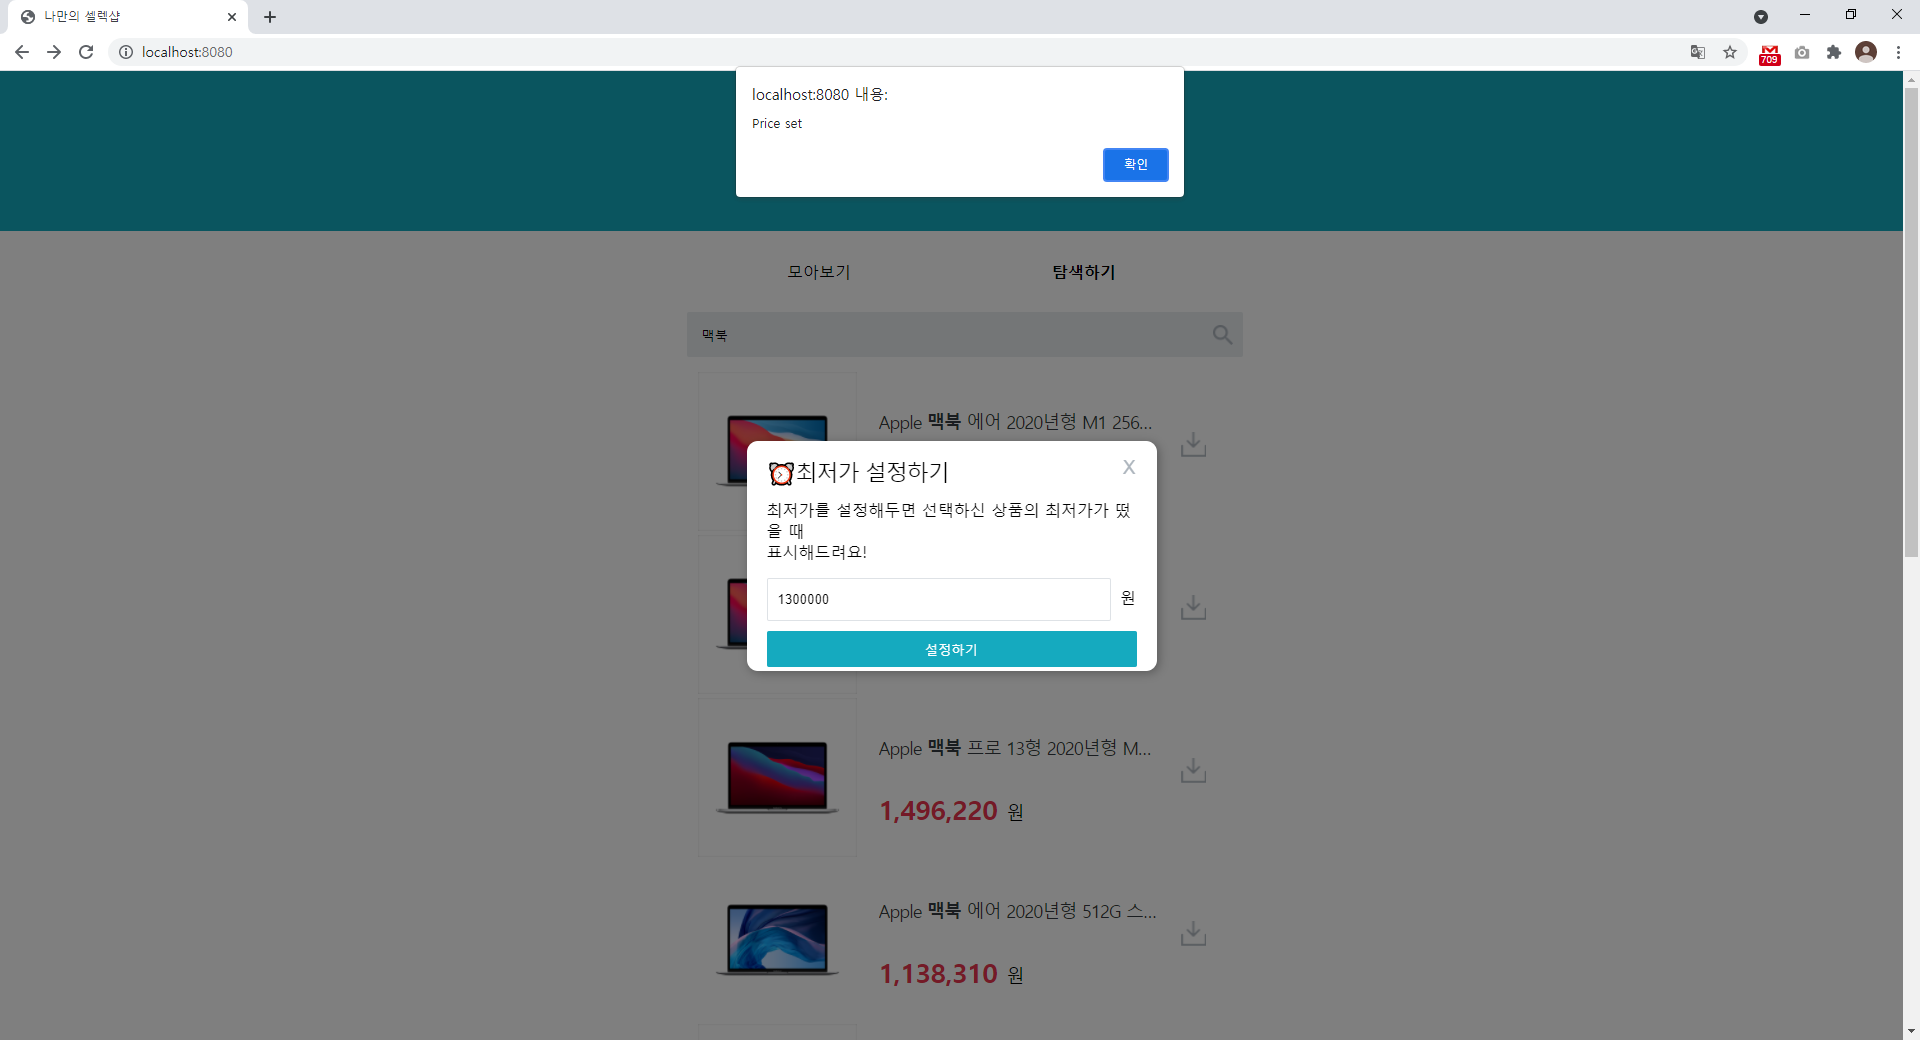 나만의 셀렉샵
localhost:8080
709
localhost:8080 내용:
Price set
확인
모아보기
탐색하기
맥북
Apple 맥북 에어 2020년형 M1 256...
최저가 설정하기
X
최저가를 설정해두면 선택하신 상품의 최저가가 떴
을 때
표시해드려요!
1300000 원
설정하기
Apple 맥북 프로 13형 2020년형 M...
1,496,220 원
Apple 맥북 에어 2020년형 512G 스...
1,138,310 원